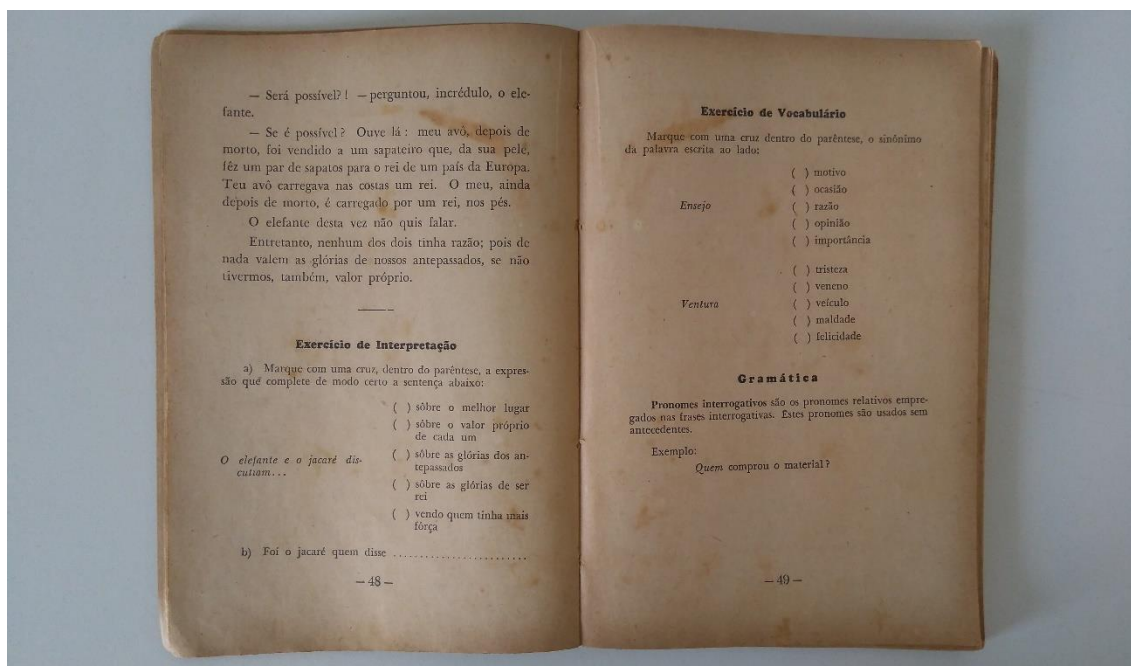 — Será possível? ! — perguntou, incrédulo, o ele-
fante.
— Se é possível ? Ouve lá : meu avô, depois de
morto, foi vendido a um sapateiro que, da sua pele,
fêz um par de sapatos para o rei de um país da Europa.
Teu avô carregava nas costas um rei. O meu, ainda
depois de morto, é carregado por um rei, nos pés.
O elefante desta vez não quis falar.
Entretanto, nenhum dos dois tinha razão; pois de
nada valem as glórias de nossos antepassados, se não
tivermos, também, valor próprio.
Exercício de Interpretação
a) Marque com uma cruz, dentro do parêntese, a expres-
são que complete de modo certo a sentença abaixo:
( ) sôbre o melhor lugar
( ) sôbre o valor próprio
de cada um
O elefante e o jacaré dis-
cutiam...
( ) sôbre as glórias dos an-
tepassados
( ) sôbre as glórias de ser
rei
( ) vendo quem tinha mais
fôrça
b) Foi o jacaré quem disse ........................
— 48 —
Exercício de Vocabulário
Marque com uma cruz dentro do parêntese, o sinônimo
da palavra escrita ao lado:
Ensejo
( ) motivo
( ) ocasião
( ) razão
( ) opinião
( ) importância
Ventura
( ) tristeza
( ) veneno
( ) veículo
( ) maldade
( ) felicidade
Gramática
Pronomes interrogativos são os pronomes relativos empre-
gados nas frases interrogativas. Êstes pronomes são usados sem
antecedentes.
Exemplo:
Quem comprou o material ?
— 49 —